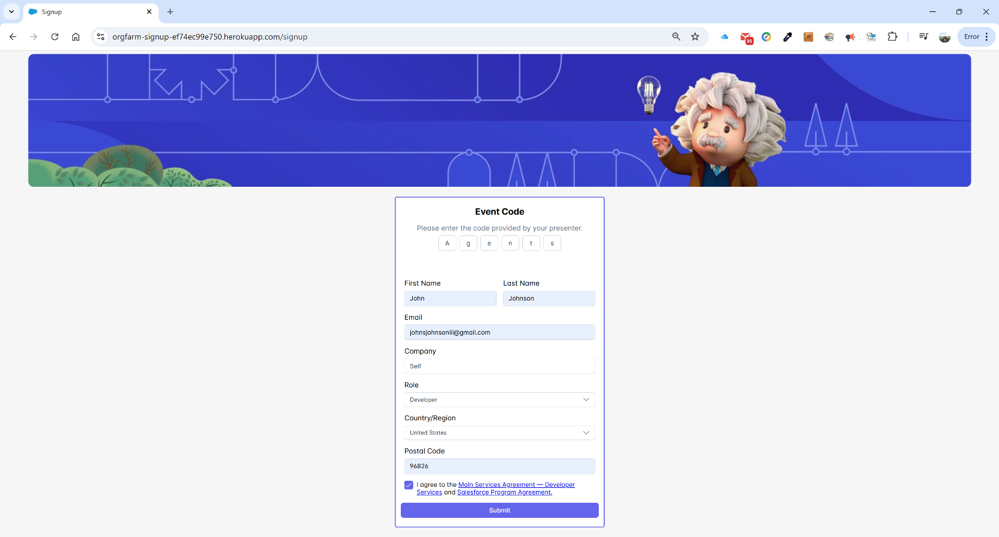 Signup
orgfarm-signup-ef74ec99e750.herokuapp.com/signup
35
Error
Event Code
Please enter the code provided by your presenter.
A g e n t s
First Name Last Name
John Johnson
Email
johnsjohnsoniii@gmail.com
Company
Self
Role
Developer
Country/Region
United States
Postal Code
96826
I agree to the Main Services Agreement — Developer
Services and Salesforce Program Agreement.
Submit